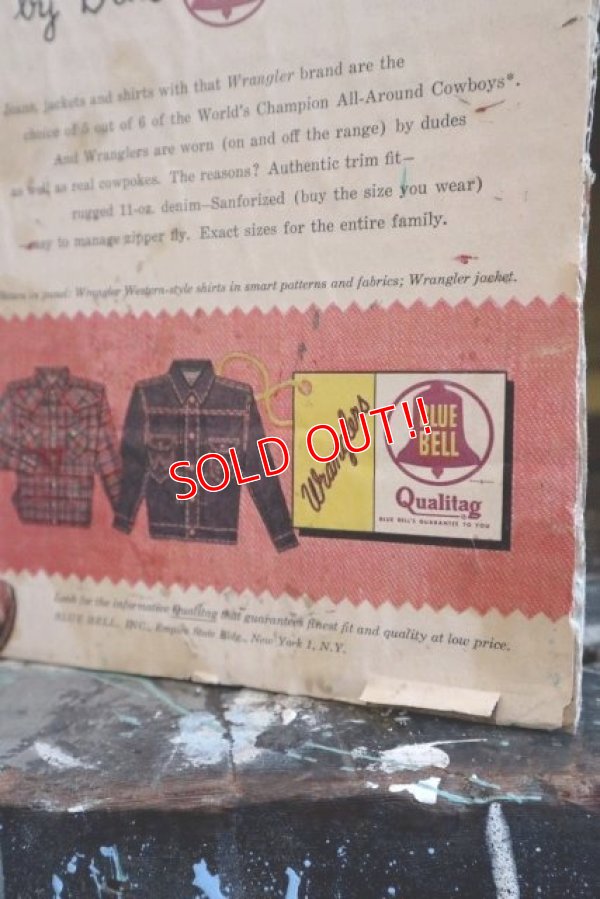 by
Jeans, jackets and shirts with that Wrangler brand are the
choice of 5 out of 6 of the World's Champion All-Around Cowboys*.
And Wranglers are worn (on and off the range) by dudes
as well as real cowpokes. The reasons? Authentic trim fit—
rugged 11-oz. denim—Sanforized (buy the size you wear)
easy to manage zipper fly. Exact sizes for the entire family.
Shown in panel: Wrangler Western-style shirts in smart patterns and fabrics; Wrangler jacket.
Wranglers
BLUE
BELL
Qualitag
BLUE BELL'S GUARANTEE TO YOU
SOLD OUT!!
Look for the informative Qualitag that guarantees finest fit and quality at low price.
BLUE BELL, INC., Empire State Bldg., New York 1, N.Y.